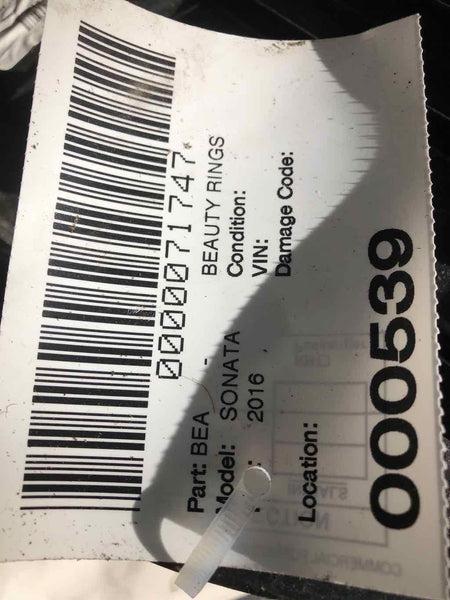 0000071747
Part: BEA - BEAUTY RINGS
Model: SONATA Condition:
: 2016 VIN:
Damage Code:
Location:
000539